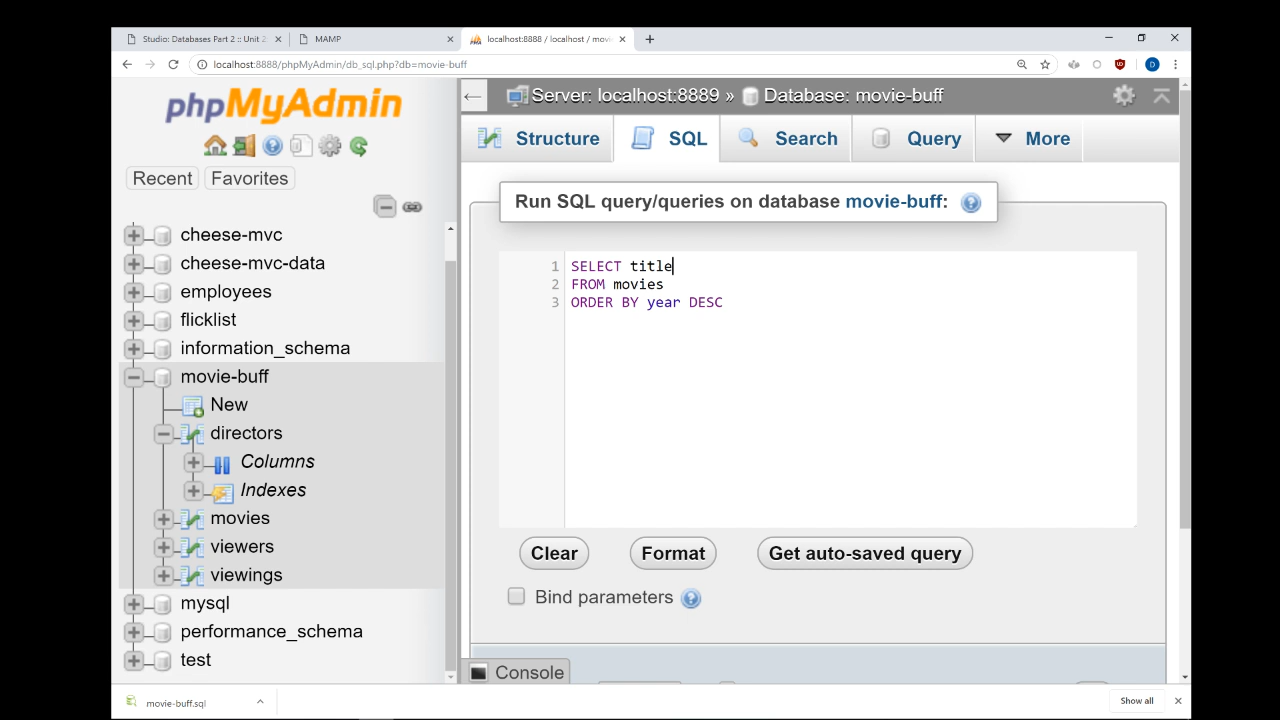 Studio: Databases Part 2 :: Unit 2
MAMP
localhost:8888 / localhost / mov
localhost:8888/phpMyAdmin/db_sql.php?db=movie-buff
phpMyAdmin
Recent
Favorites
cheese-mvc
cheese-mvc-data
employees
flicklist
information_schema
movie-buff
New
directors
Columns
Indexes
movies
viewers
viewings
mysql
performance_schema
test
Server: localhost:8889 » Database: movie-buff
Structure
SQL
Search
Query
More
Run SQL query/queries on database movie-buff:
1 SELECT title
2 FROM movies
3 ORDER BY year DESC
Clear
Format
Get auto-saved query
Bind parameters
Console
movie-buff.sql
Show all